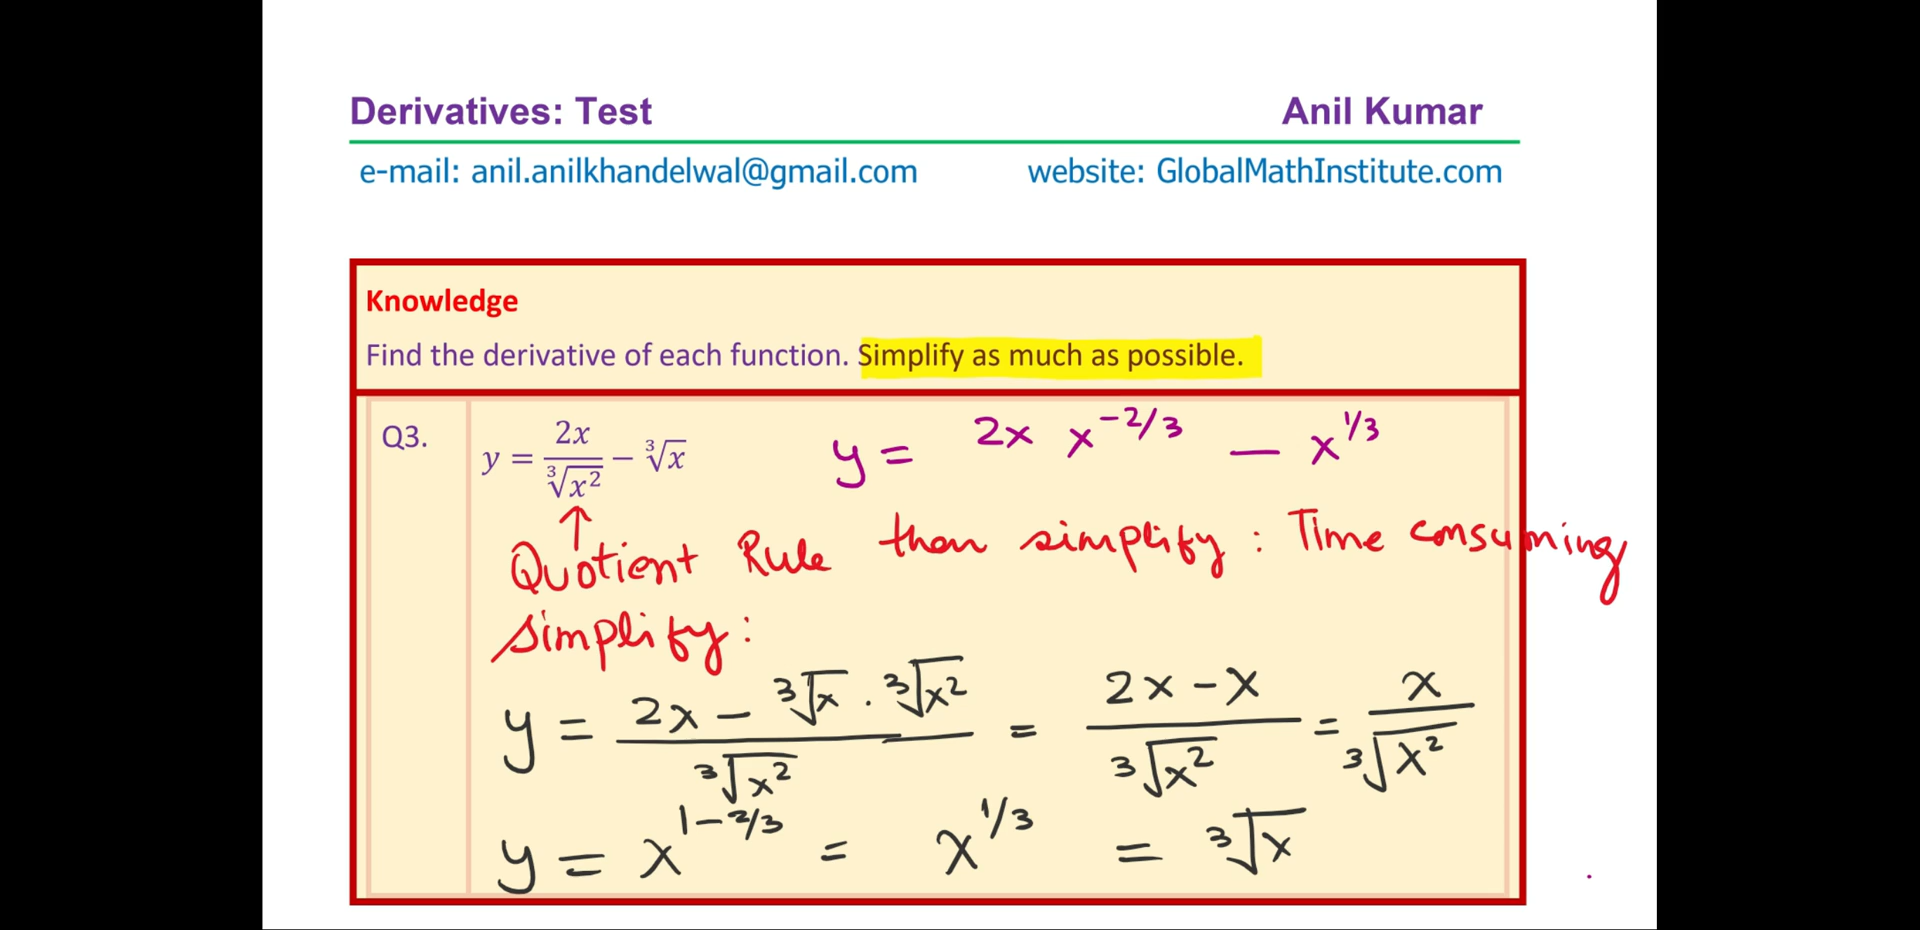 Derivatives: Test Anil Kumar
e-mail: anil.anilkhandelwal@gmail.com website: GlobalMathInstitute.com
Knowledge
Find the derivative of each function. Simplify as much as possible.
Q3. y = 2x/∛x² − ∛x y = 2x x^(-2/3) − x^(1/3)
↑
Quotient Rule then simplify : Time consuming
simplify :
y = (2x − ∛x · ∛x²)/∛x² = (2x − x)/∛x² = x/∛x²
y = x^(1−2/3) = x^(1/3) = ∛x